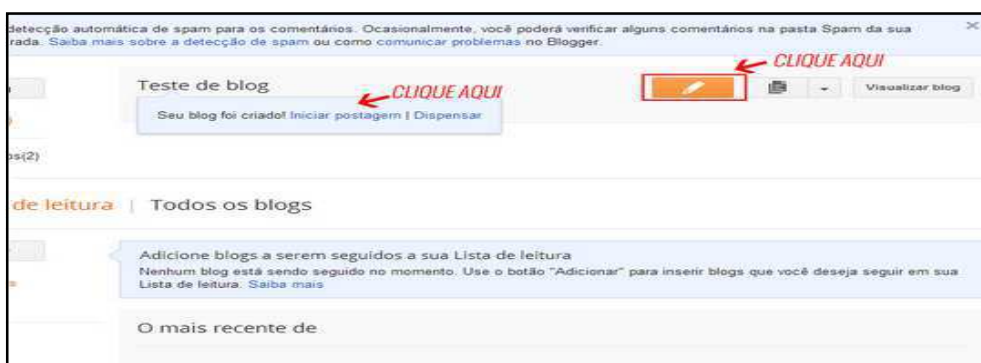 detecção automática de spam para os comentários. Ocasionalmente, você poderá verificar alguns comentários na pasta Spam da sua
rada. Saiba mais sobre a detecção de spam ou como comunicar problemas no Blogger.
CLIQUE AQUI
Teste de blog
CLIQUE AQUI
Visualizar blog
Seu blog foi criado! Iniciar postagem | Dispensar
os(2)
de leitura | Todos os blogs
Adicione blogs a serem seguidos a sua Lista de leitura
Nenhum blog está sendo seguido no momento. Use o botão "Adicionar" para inserir blogs que você deseja seguir em sua
Lista de leitura. Saiba mais
O mais recente de